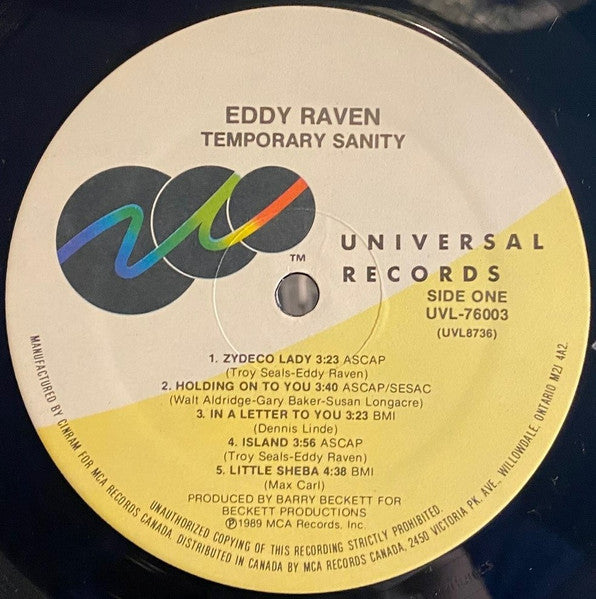 EDDY RAVEN
TEMPORARY SANITY
TM
UNIVERSAL
RECORDS
SIDE ONE
UVL-76003
(UVL8736)
1. ZYDECO LADY 3:23 ASCAP
(Troy Seals-Eddy Raven)
2. HOLDING ON TO YOU 3:40 ASCAP/SESAC
(Walt Aldridge-Gary Baker-Susan Longacre)
3. IN A LETTER TO YOU 3:23 BMI
(Dennis Linde)
4. ISLAND 3:56 ASCAP
(Troy Seals-Eddy Raven)
5. LITTLE SHEBA 4:38 BMI
(Max Carl)
PRODUCED BY BARRY BECKETT FOR
BECKETT PRODUCTIONS
℗1989 MCA Records, Inc.
UNAUTHORIZED COPYING OF THIS RECORDING STRICTLY PROHIBITED.
MANUFACTURED BY CINRAM FOR MCA RECORDS CANADA, DISTRIBUTED IN CANADA BY MCA RECORDS CANADA, 2450 VICTORIA PK. AVE., WILLOWDALE, ONTARIO M2J 4A2.